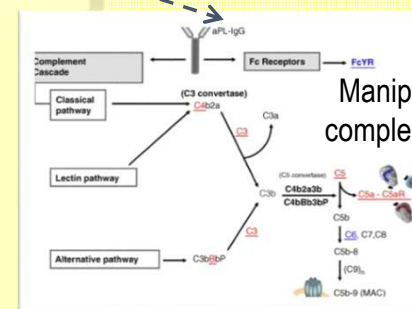 aPL-IgG
Complement
Cascade
Fc Receptors
FcYR
Manip
complem
Classical
pathway
(C3 convertase)
C4b2a
C3a
C3
Lectin pathway
C3b
(C5 convertase)
C4b2a3b
C4bBb3bP
C5
C5a - C5aR
C5b
C6, C7,C8
C5b-8
(C9)n
C5b-9 (MAC)
Alternative pathway
C3bBbP
C3